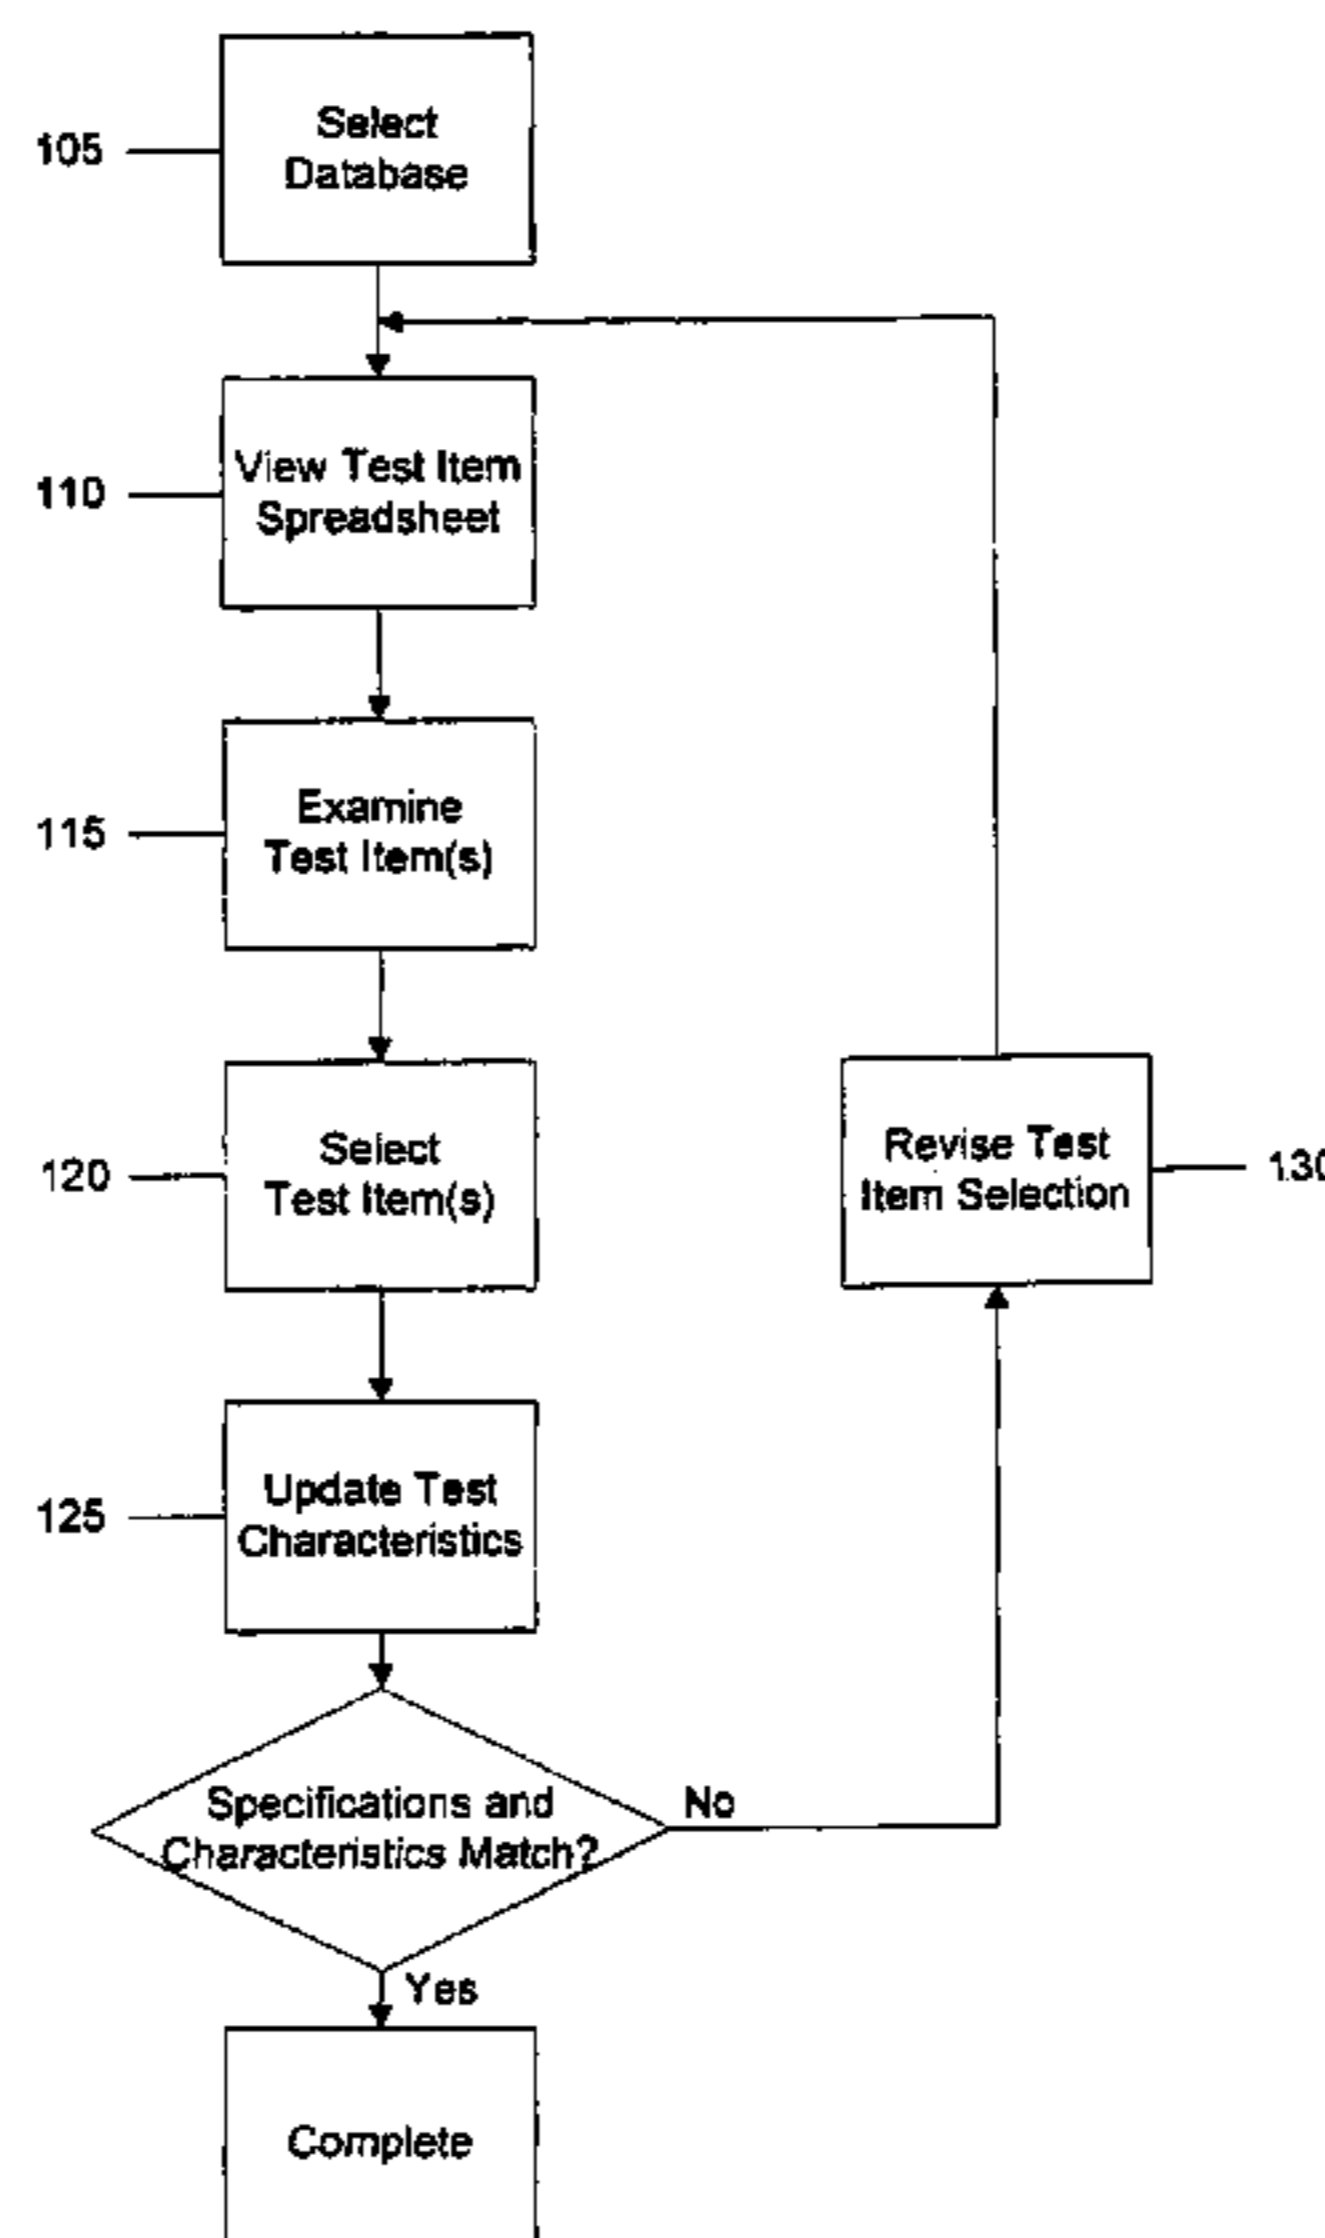 105
Select
Database
110
View Test Item
Spreadsheet
115
Examine
Test Item(s)
120
Select
Test Item(s)
Revise Test
Item Selection
130
125
Update Test
Characteristics
Specifications and
Characteristics Match?
No
Yes
Complete